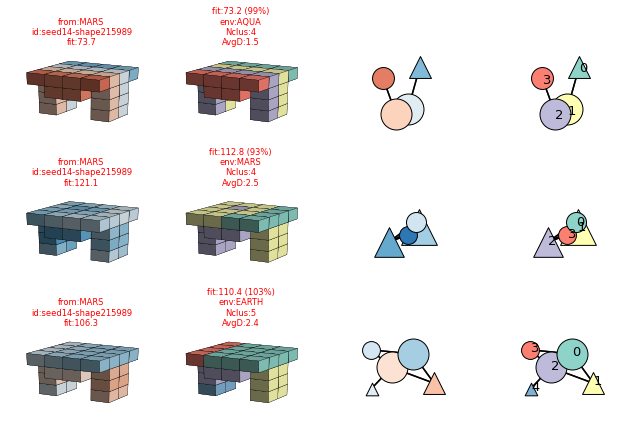 from:MARS
id:seed14-shape215989
fit:73.7
fit:73.2 (99%)
env:AQUA
Nclus:4
AvgD:1.5
3
0
2
1
from:MARS
id:seed14-shape215989
fit:121.1
fit:112.8 (93%)
env:MARS
Nclus:4
AvgD:2.5
0
1
3
2
from:MARS
id:seed14-shape215989
fit:106.3
fit:110.4 (103%)
env:EARTH
Nclus:5
AvgD:2.4
3
0
2
4
1